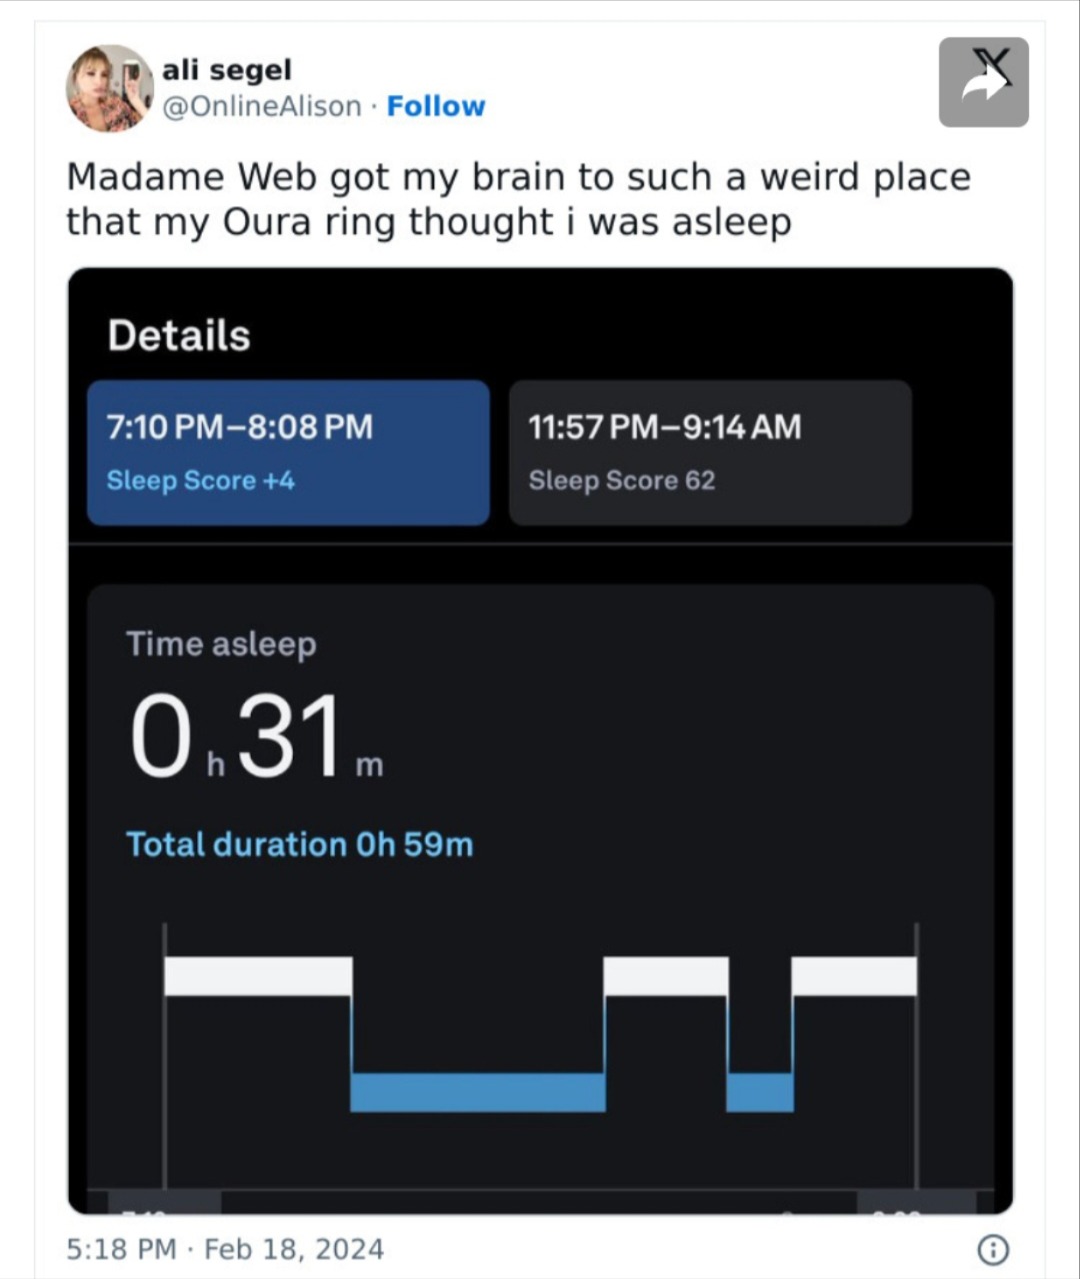 ali segel
@OnlineAlison · Follow
Madame Web got my brain to such a weird place
that my Oura ring thought i was asleep
Details
7:10 PM–8:08 PM
Sleep Score +4
11:57 PM–9:14 AM
Sleep Score 62
Time asleep
0 h 31 m
Total duration 0h 59m
5:18 PM · Feb 18, 2024